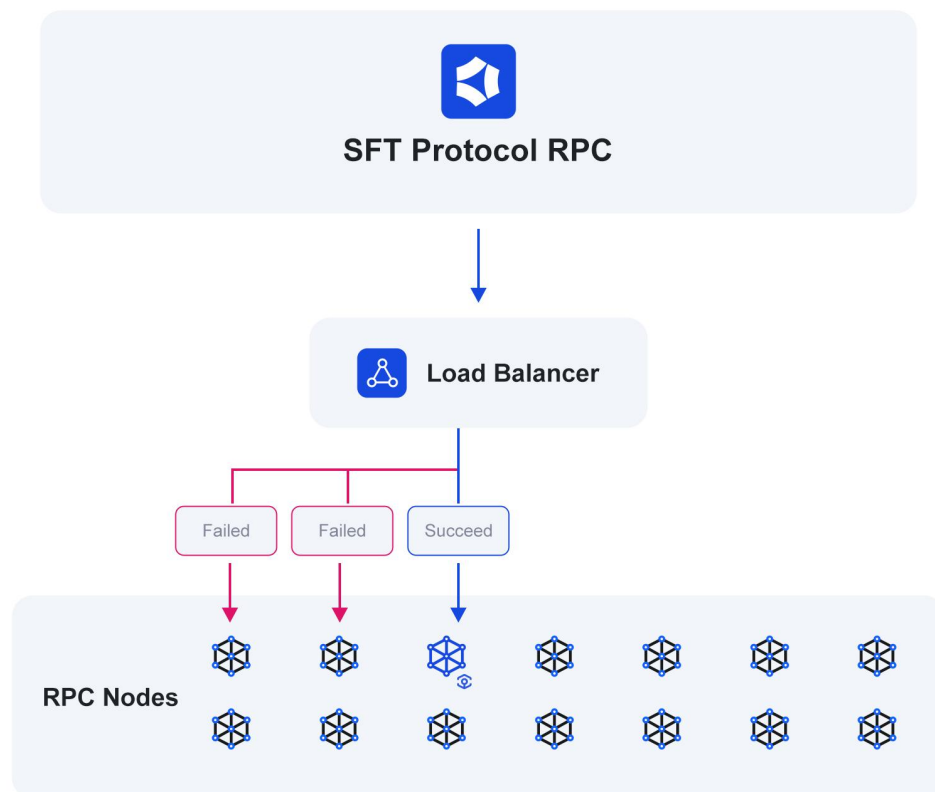 SFT Protocol RPC
Load Balancer
Failed
Failed
Succeed
RPC Nodes